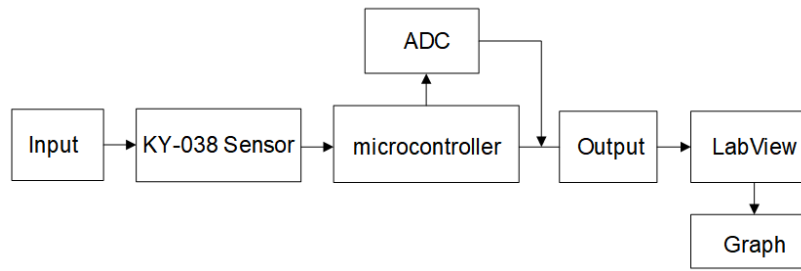 ADC
Input
KY-038 Sensor
microcontroller
Output
LabView
Graph